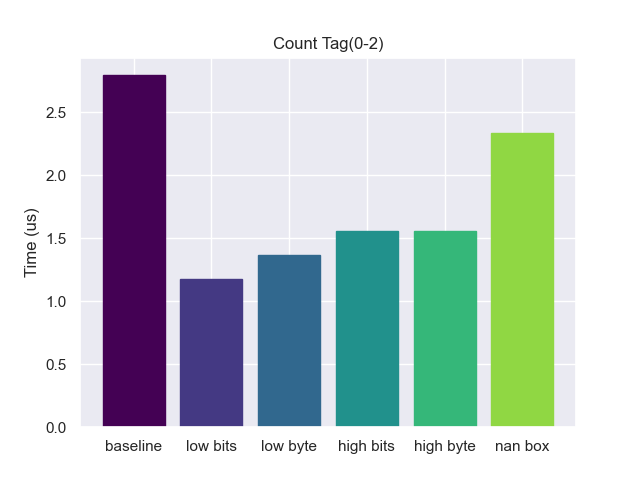 Count Tag(0-2)
Time (us)
2.5
2.0
1.5
1.0
0.5
0.0
baseline low bits low byte high bits high byte nan box